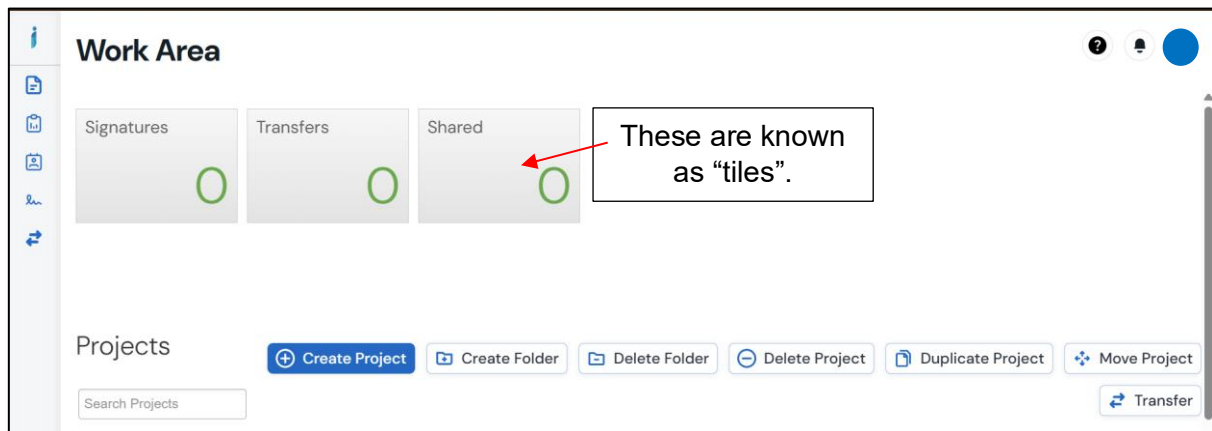 Work Area
Signatures
Transfers
Shared
0
0
0
These are known
as “tiles”.
Projects
Create Project
Create Folder
Delete Folder
Delete Project
Duplicate Project
Move Project
Search Projects
Transfer